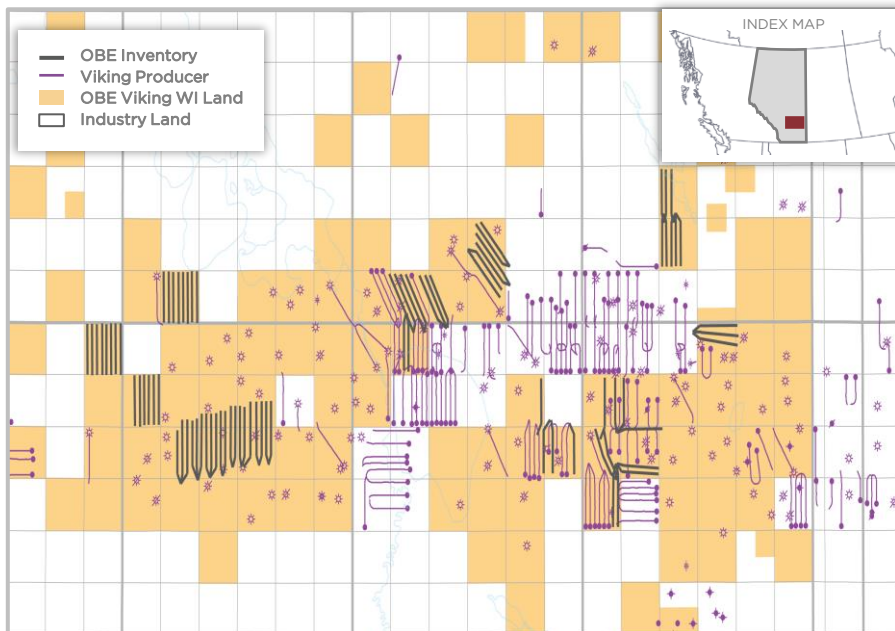 OBE Inventory
Viking Producer
OBE Viking WI Land
Industry Land
INDEX MAP